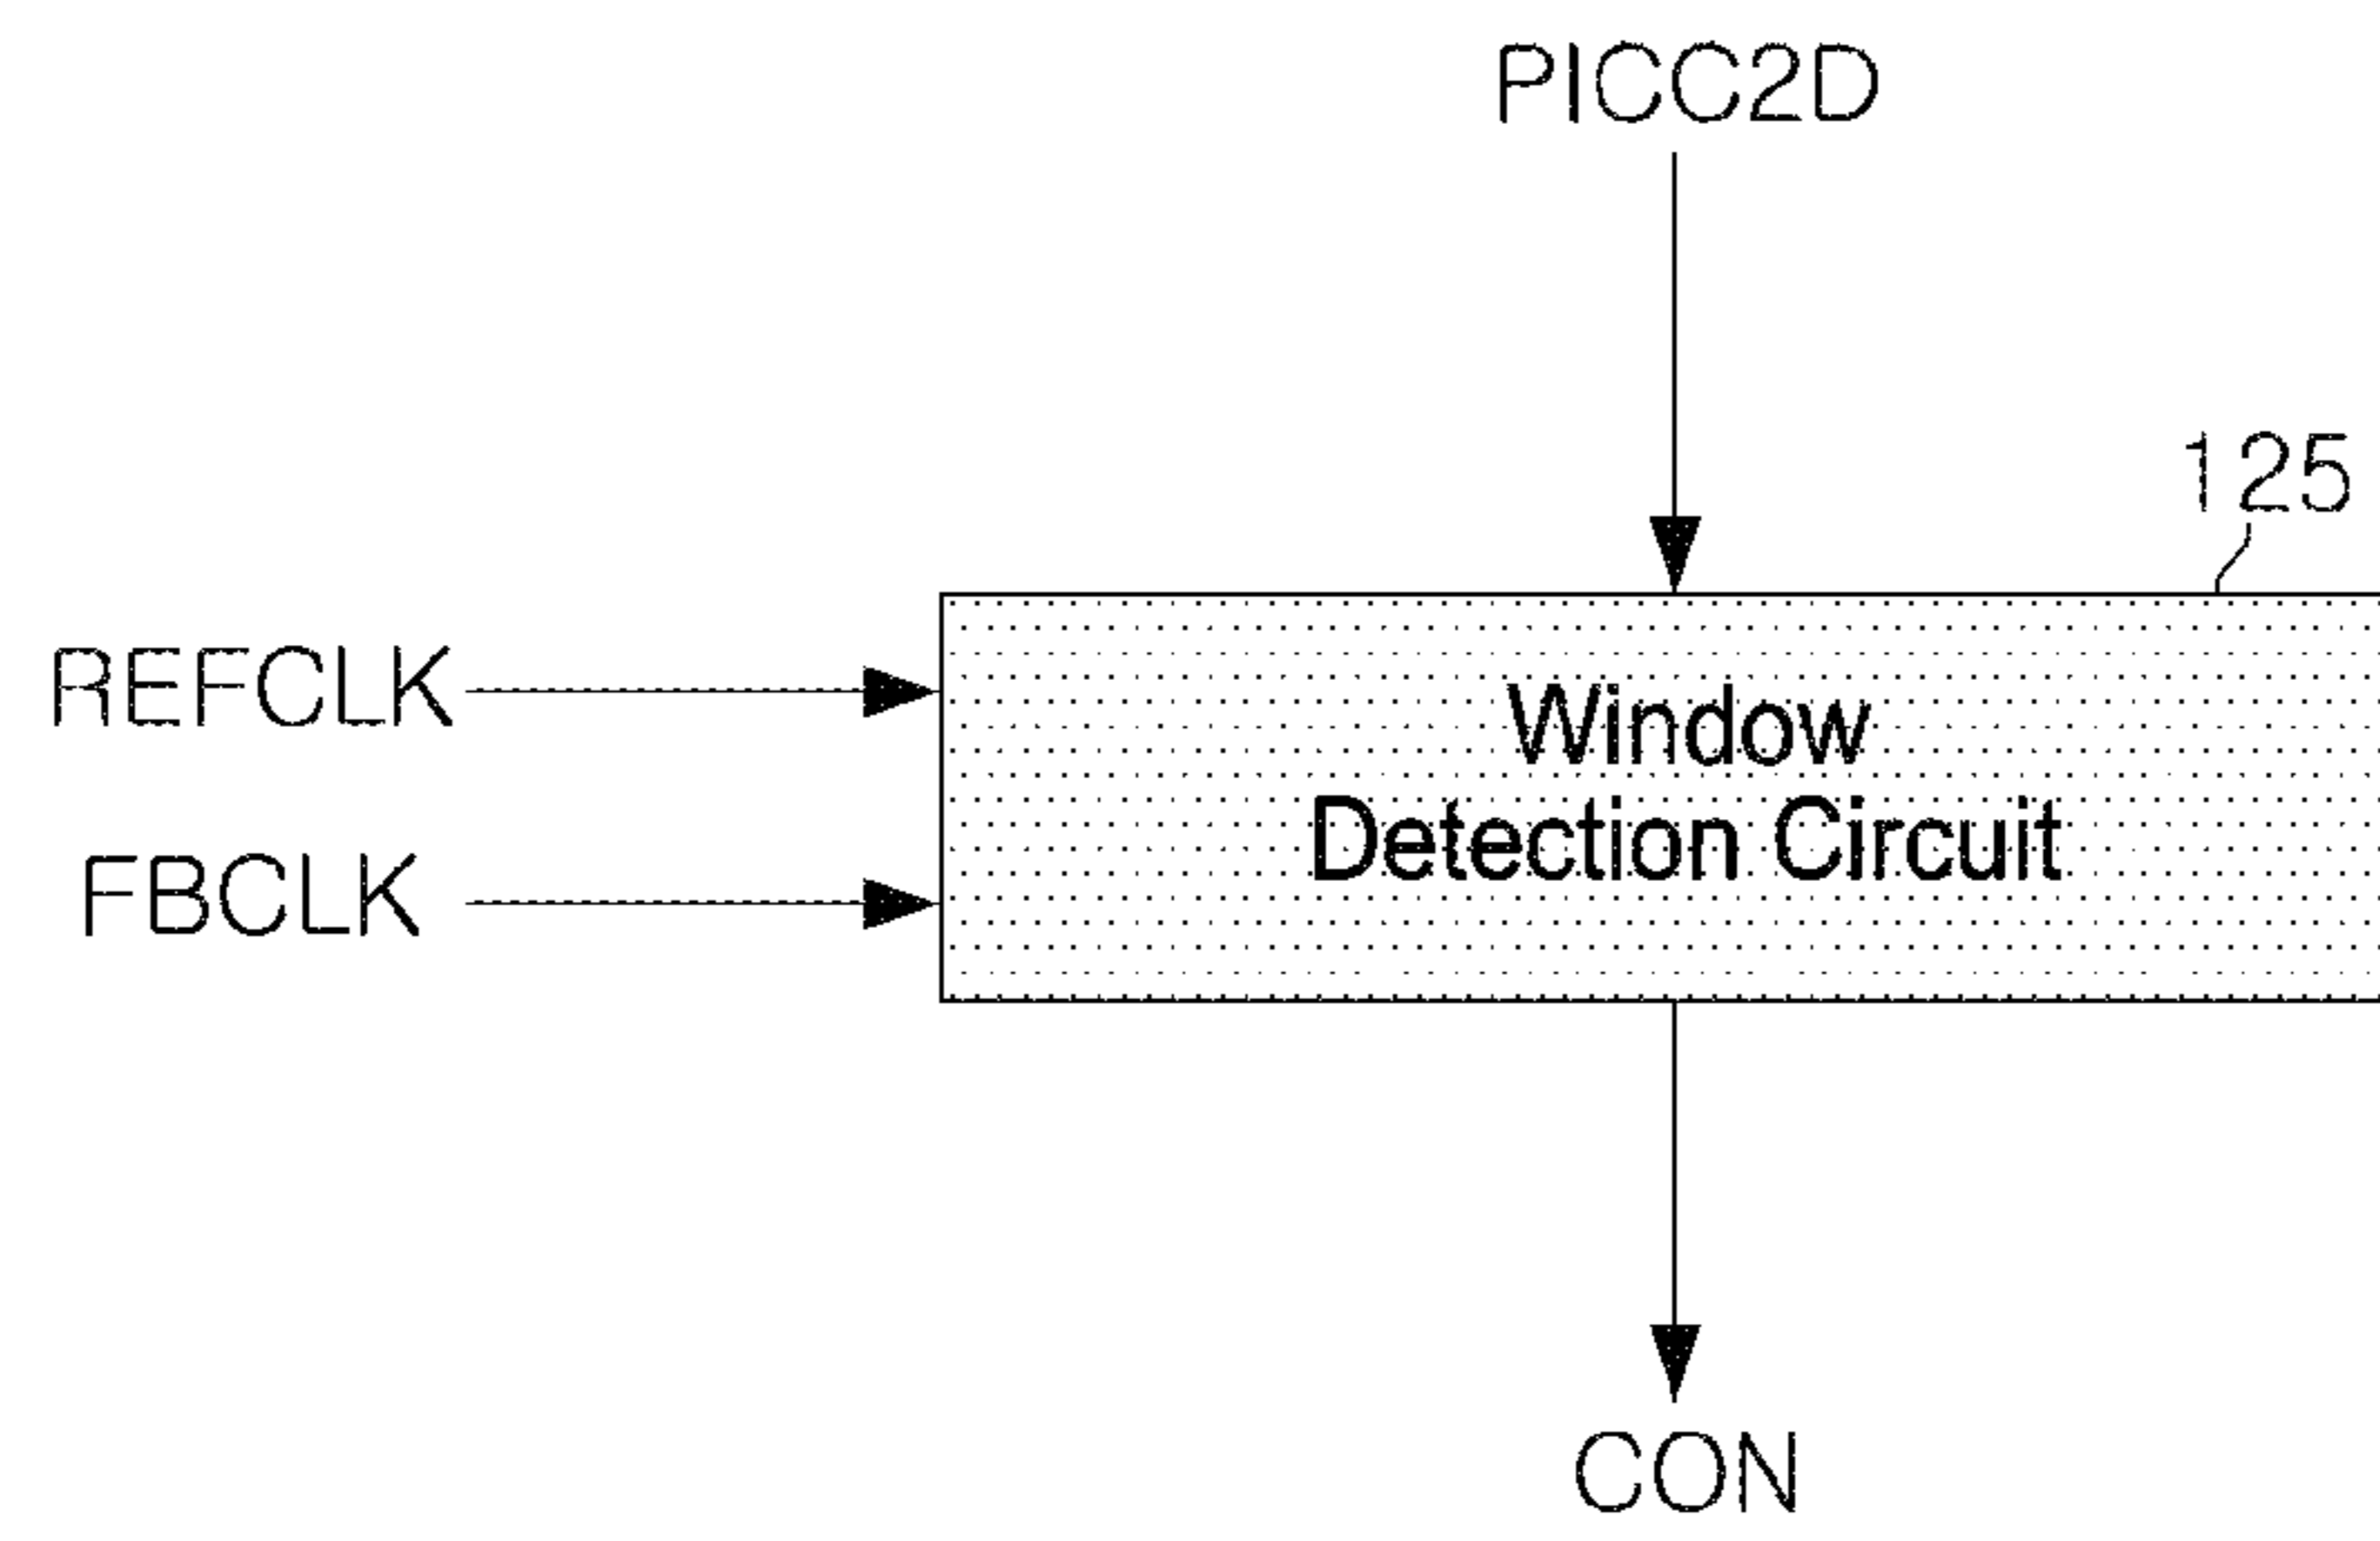 PICC2D
125
REFCLK
Window
Detection Circuit
FBCLK
CON